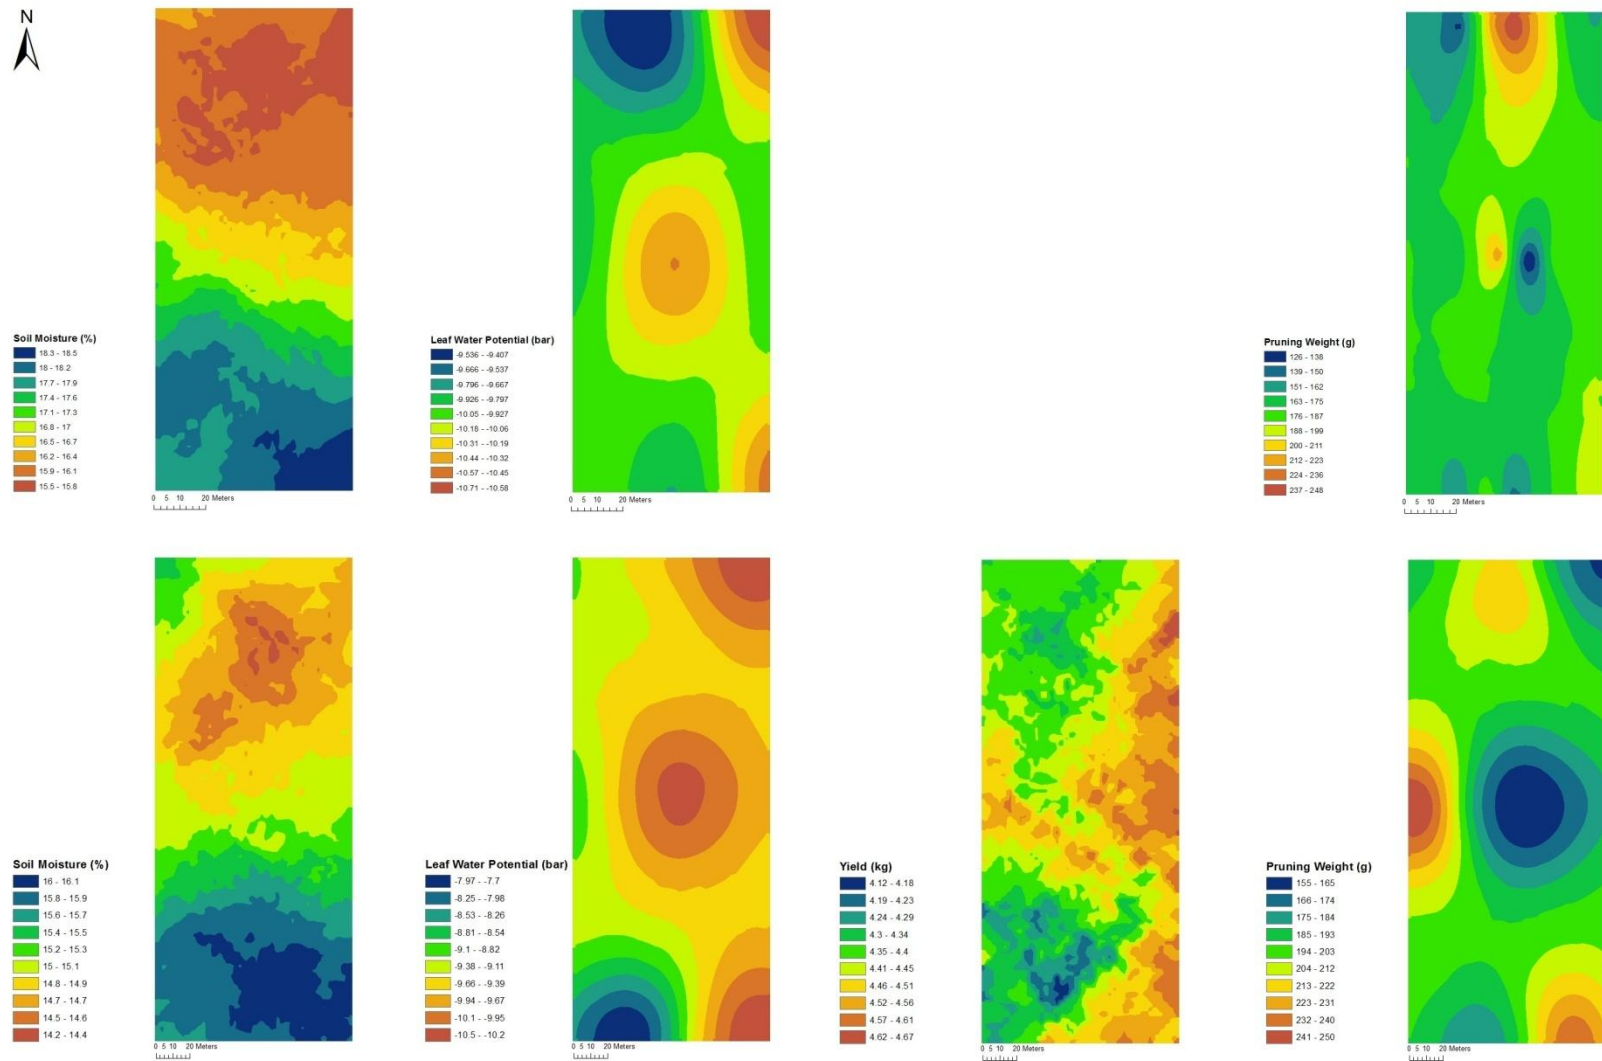 N
Soil Moisture (%)
18.3 - 18.5
18 - 18.2
17.7 - 17.9
17.4 - 17.6
17.1 - 17.3
16.8 - 17
16.5 - 16.7
16.2 - 16.4
15.9 - 16.1
15.5 - 15.8
0 5 10 20 Meters
Leaf Water Potential (bar)
-9.536 - -9.407
-9.666 - -9.537
-9.796 - -9.667
-9.926 - -9.797
-10.05 - -9.927
-10.18 - -10.06
-10.31 - -10.19
-10.44 - -10.32
-10.57 - -10.45
-10.71 - -10.58
0 5 10 20 Meters
Pruning Weight (g)
126 - 138
139 - 150
151 - 162
163 - 175
176 - 187
188 - 199
200 - 211
212 - 223
224 - 236
237 - 248
0 5 10 20 Meters
Soil Moisture (%)
16 - 16.1
15.8 - 15.9
15.6 - 15.7
15.4 - 15.5
15.2 - 15.3
15 - 15.1
14.8 - 14.9
14.7 - 14.7
14.5 - 14.6
14.2 - 14.4
0 5 10 20 Meters
Leaf Water Potential (bar)
-7.97 - -7.7
-8.25 - -7.98
-8.53 - -8.26
-8.81 - -8.54
-9.1 - -8.82
-9.38 - -9.11
-9.66 - -9.39
-9.94 - -9.67
-10.1 - -9.95
-10.5 - -10.2
0 5 10 20 Meters
Yield (kg)
4.12 - 4.18
4.19 - 4.23
4.24 - 4.29
4.3 - 4.34
4.35 - 4.4
4.41 - 4.45
4.46 - 4.51
4.52 - 4.56
4.57 - 4.61
4.62 - 4.67
0 5 10 20 Meters
Pruning Weight (g)
155 - 165
166 - 174
175 - 184
185 - 193
194 - 203
204 - 212
213 - 222
223 - 231
232 - 240
241 - 250
0 5 10 20 Meters